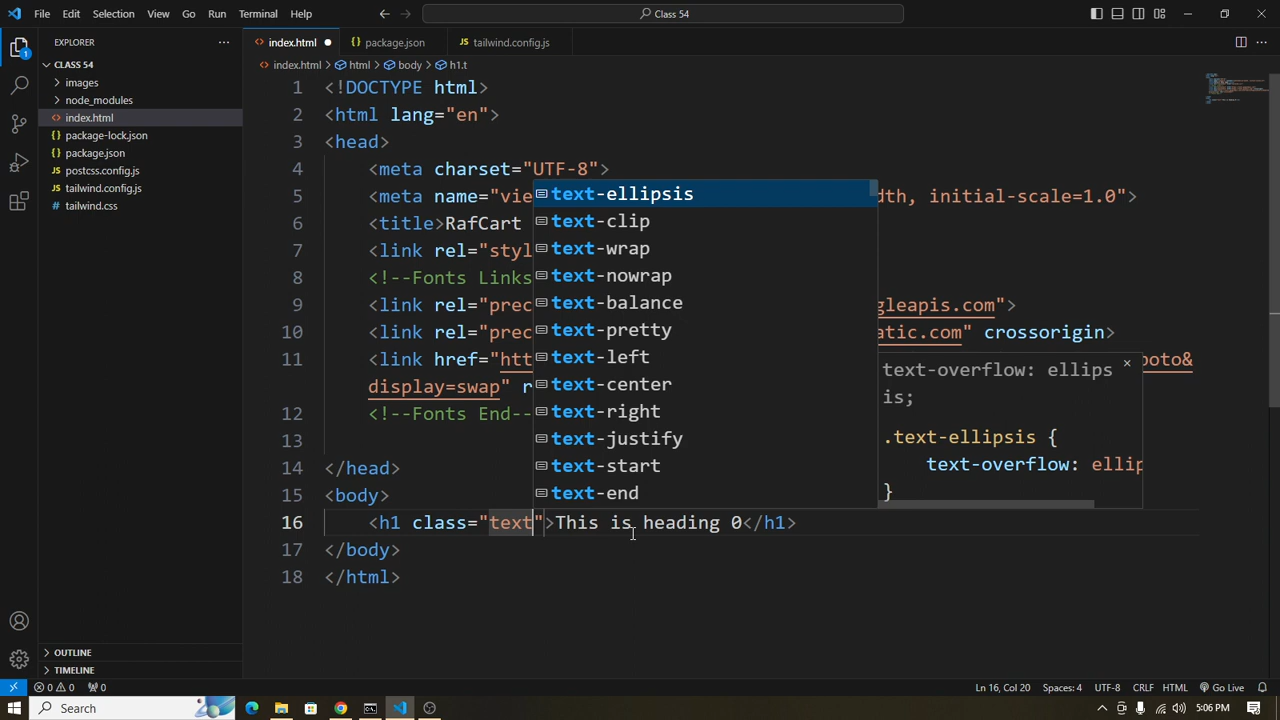 File Edit Selection View Go Run Terminal Help
Class 54
EXPLORER
index.html
package.json
tailwind.config.js
CLASS 54
index.html > html > body > h1.t
images
node_modules
index.html
package-lock.json
package.json
postcss.config.js
tailwind.config.js
tailwind.css
1 <!DOCTYPE html>
2 <html lang="en">
3 <head>
4 <meta charset="UTF-8">
5 <meta name="vie dth, initial-scale=1.0">
6 <title>RafCart
7 <link rel="styl
8 <!--Fonts Links
9 <link rel="prec gleapis.com">
10 <link rel="prec atic.com" crossorigin>
11 <link href="htt boto&
display=swap" r
12 <!--Fonts End--
13
14 </head>
15 <body>
16 <h1 class="text">This is heading 0</h1>
17 </body>
18 </html>
text-ellipsis
text-clip
text-wrap
text-nowrap
text-balance
text-pretty
text-left
text-center
text-right
text-justify
text-start
text-end
text-overflow: ellips
is;
.text-ellipsis {
text-overflow: ellip
}
OUTLINE
TIMELINE
0 0 0
Ln 16, Col 20 Spaces: 4 UTF-8 CRLF HTML Go Live
Search
5:06 PM